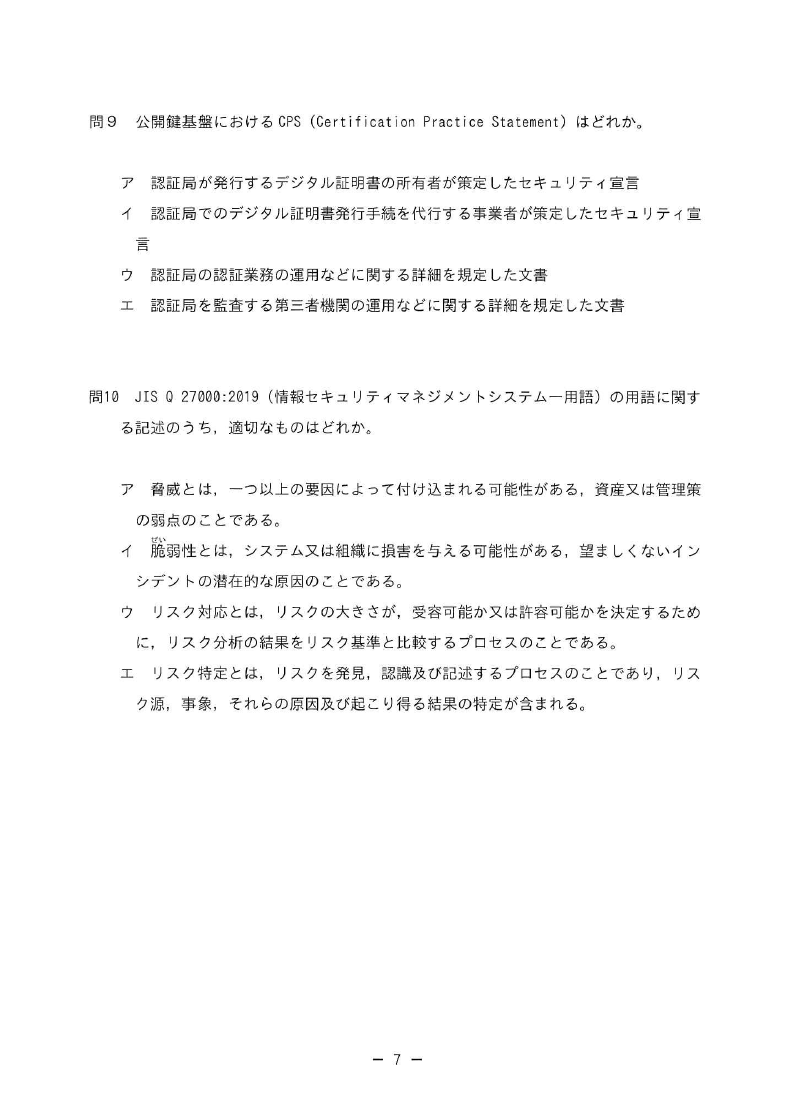 問９　公開鍵基盤における CPS（Certification Practice Statement）はどれか。
ア　認証局が発行するデジタル証明書の所有者が策定したセキュリティ宣言
イ　認証局でのデジタル証明書発行手続を代行する事業者が策定したセキュリティ宣
言
ウ　認証局の認証業務の運用などに関する詳細を規定した文書
エ　認証局を監査する第三者機関の運用などに関する詳細を規定した文書
問10　JIS Q 27000:2019（情報セキュリティマネジメントシステム－用語）の用語に関す
る記述のうち，適切なものはどれか。
ア　脅威とは，一つ以上の要因によって付け込まれる可能性がある，資産又は管理策
の弱点のことである。
ぜい
イ　脆弱性とは，システム又は組織に損害を与える可能性がある，望ましくないイン
シデントの潜在的な原因のことである。
ウ　リスク対応とは，リスクの大きさが，受容可能か又は許容可能かを決定するため
に，リスク分析の結果をリスク基準と比較するプロセスのことである。
エ　リスク特定とは，リスクを発見，認識及び記述するプロセスのことであり，リス
ク源，事象，それらの原因及び起こり得る結果の特定が含まれる。
－ 7 －